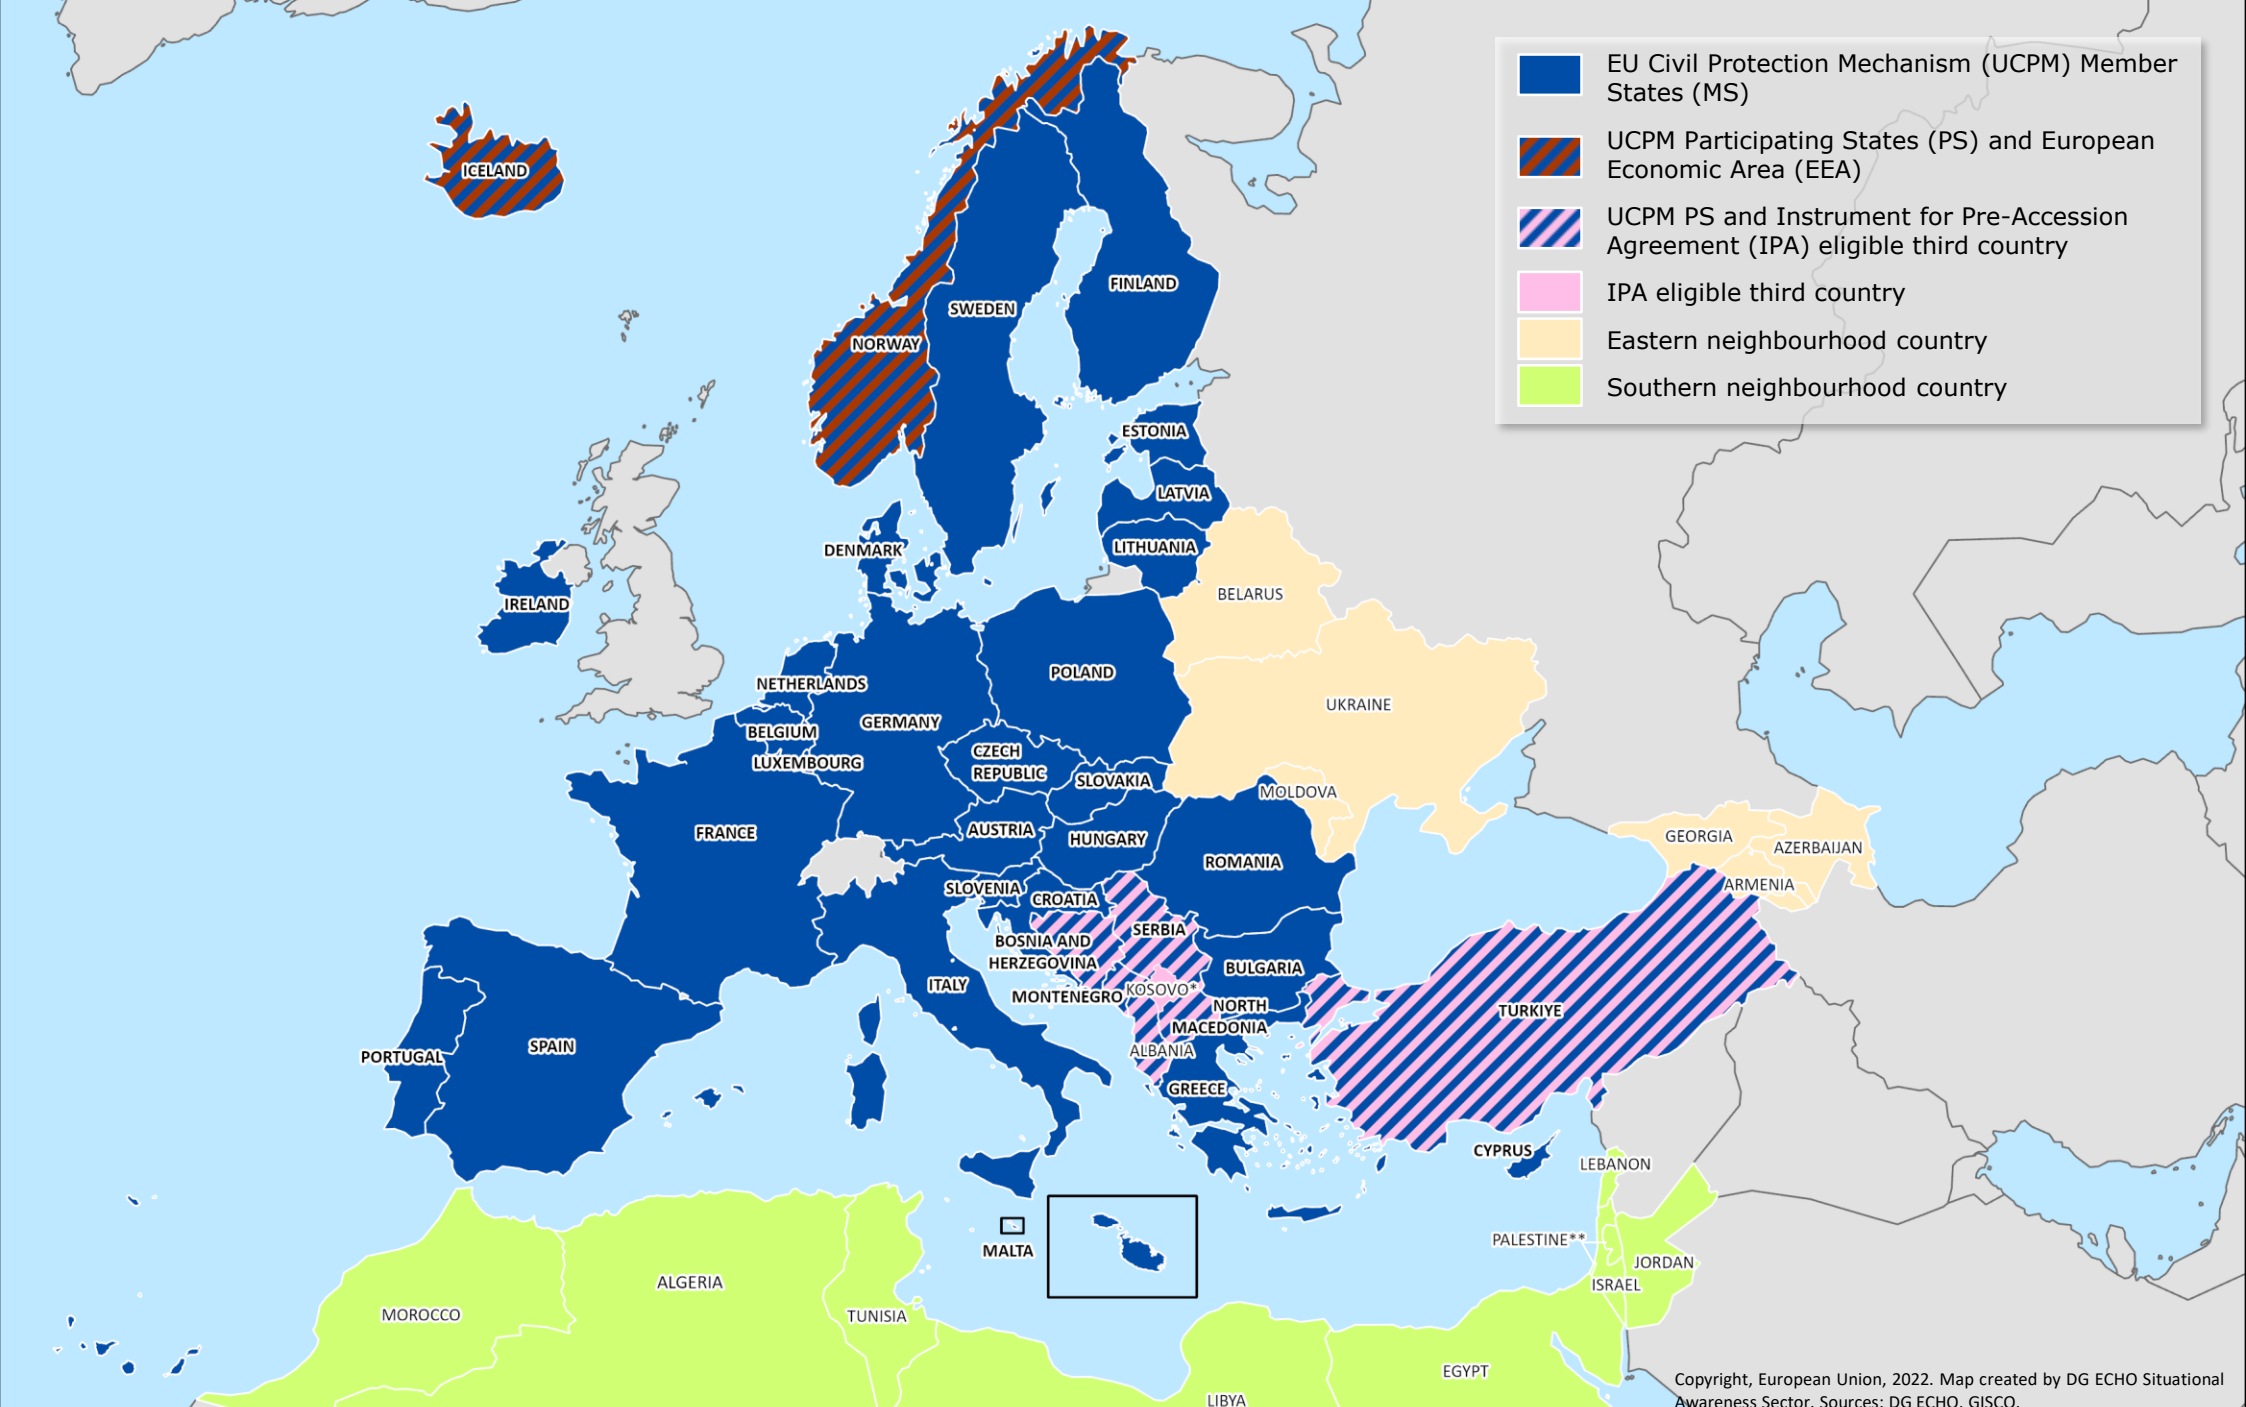 EU Civil Protection Mechanism (UCPM) Member
States (MS)
UCPM Participating States (PS) and European
Economic Area (EEA)
UCPM PS and Instrument for Pre-Accession
Agreement (IPA) eligible third country
IPA eligible third country
Eastern neighbourhood country
Southern neighbourhood country
ICELAND
FINLAND
SWEDEN
NORWAY
ESTONIA
LATVIA
DENMARK
LITHUANIA
IRELAND
BELARUS
POLAND
NETHERLANDS
UKRAINE
GERMANY
BELGIUM
CZECH
REPUBLIC
LUXEMBOURG
SLOVAKIA
MOLDOVA
FRANCE
AUSTRIA
HUNGARY
GEORGIA
AZERBAIJAN
ROMANIA
ARMENIA
SLOVENIA
CROATIA
SERBIA
BOSNIA AND
HERZEGOVINA
BULGARIA
ITALY
KOSOVO*
MONTENEGRO
NORTH
MACEDONIA
TURKIYE
SPAIN
PORTUGAL
ALBANIA
GREECE
CYPRUS
LEBANON
PALESTINE**
MALTA
JORDAN
ISRAEL
ALGERIA
MOROCCO
TUNISIA
EGYPT
LIBYA
Copyright, European Union, 2022. Map created by DG ECHO Situational
Awareness Sector. Sources: DG ECHO, GISCO.